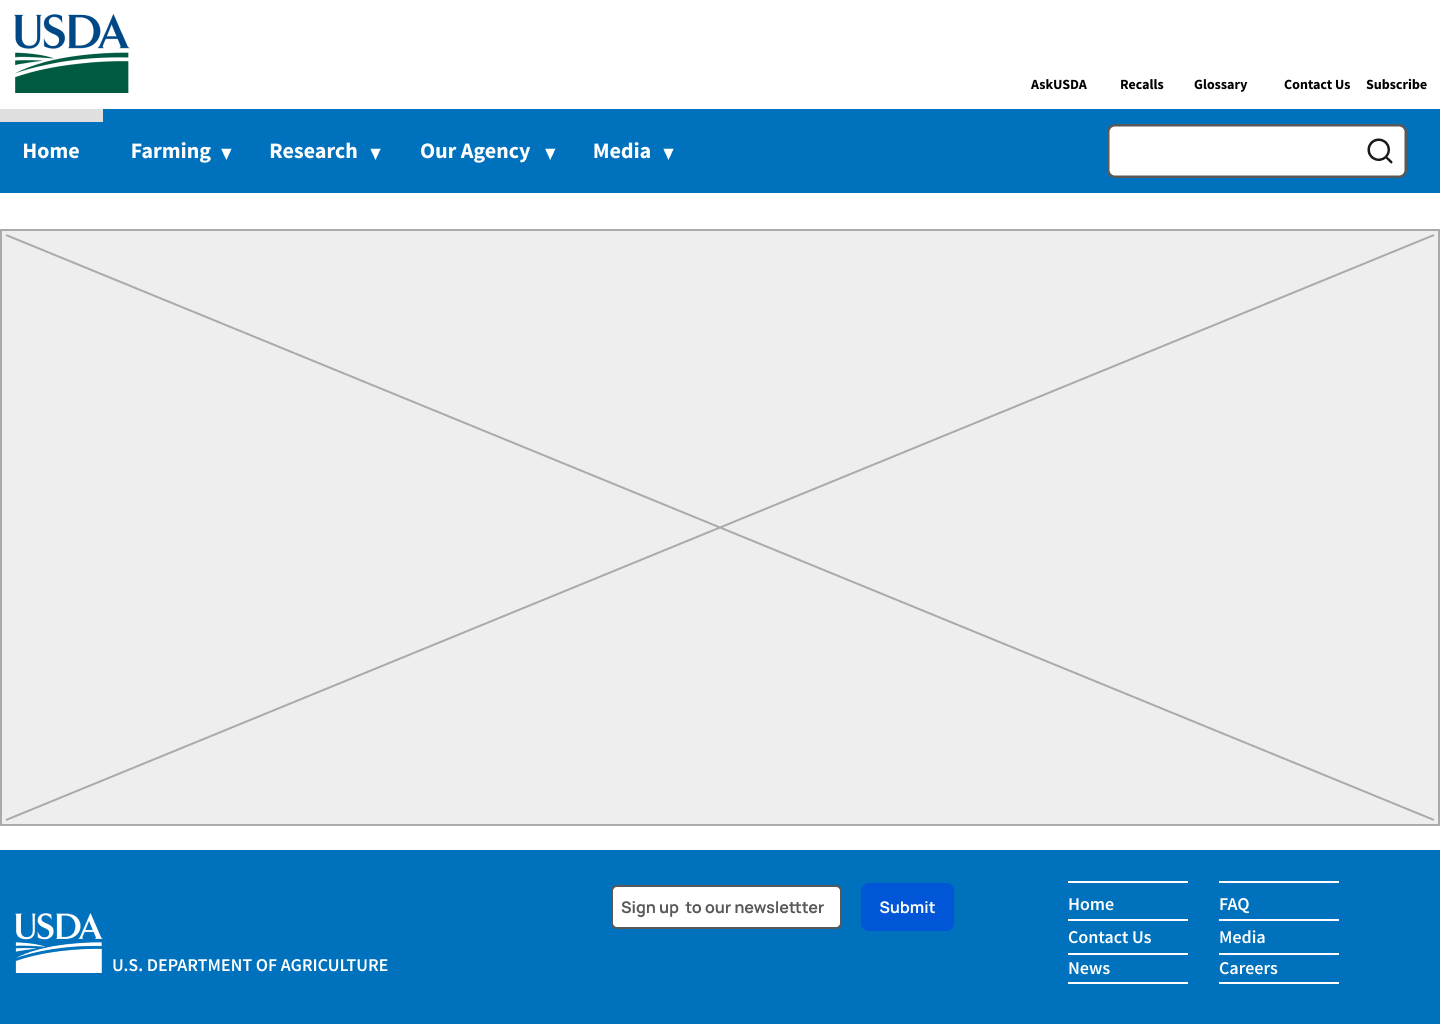 USDA
AskUSDA Recalls Glossary Contact Us Subscribe
Home Farming ▼ Research ▼ Our Agency ▼ Media ▼
Sign up to our newslettter Submit
Home FAQ
Contact Us Media
News Careers
USDA U.S. DEPARTMENT OF AGRICULTURE